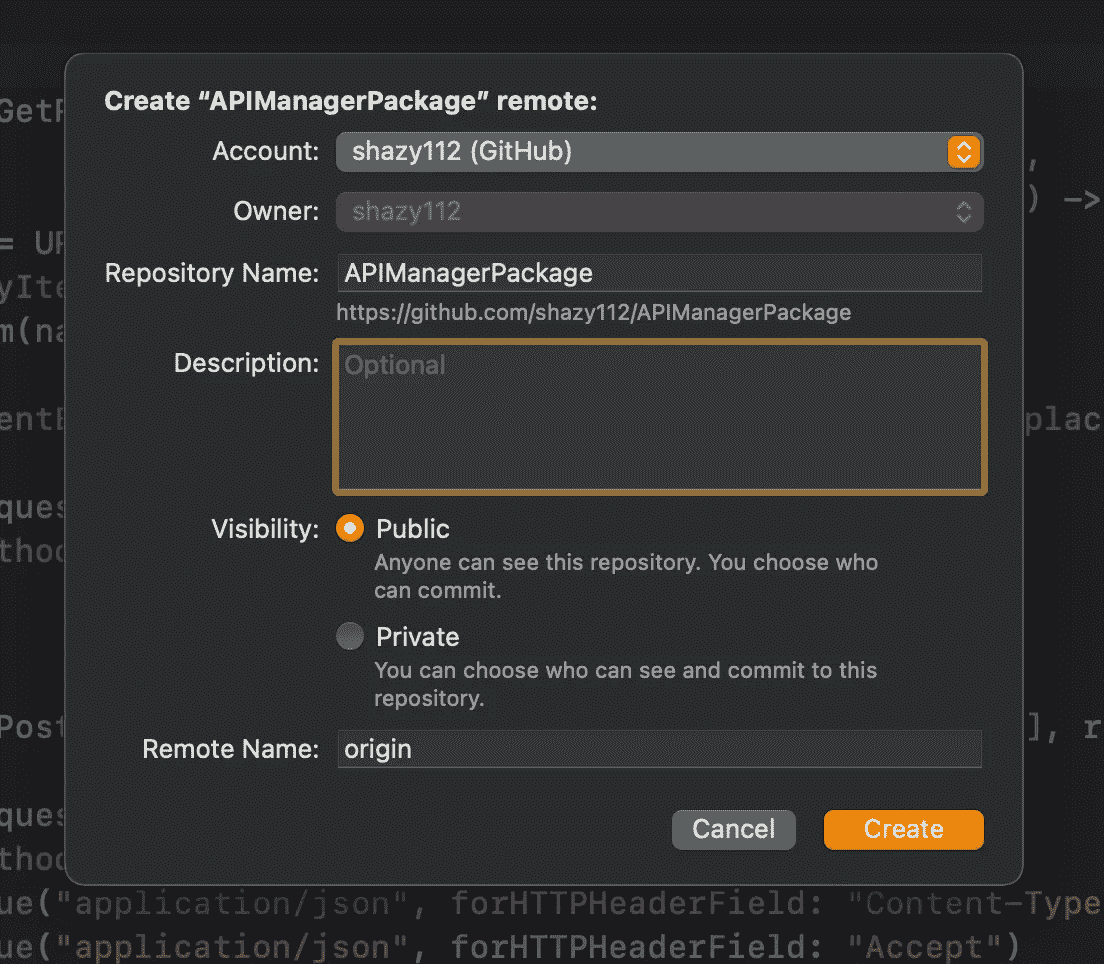 Create “APIManagerPackage” remote:
GetR
Account: shazy112 (GitHub)
,
) ->
Owner: shazy112
= UR
Repository Name: APIManagerPackage
yIte
https://github.com/shazy112/APIManagerPackage
m(na
Description: Optional
entE
plac
ques
Visibility: Public
thod
Anyone can see this repository. You choose who
can commit.
Private
You can choose who can see and commit to this
repository.
Post
], r
Remote Name: origin
ques
Cancel Create
thod
ue("application/json", forHTTPHeaderField: "Content-Type
ue("application/json", forHTTPHeaderField: "Accept")